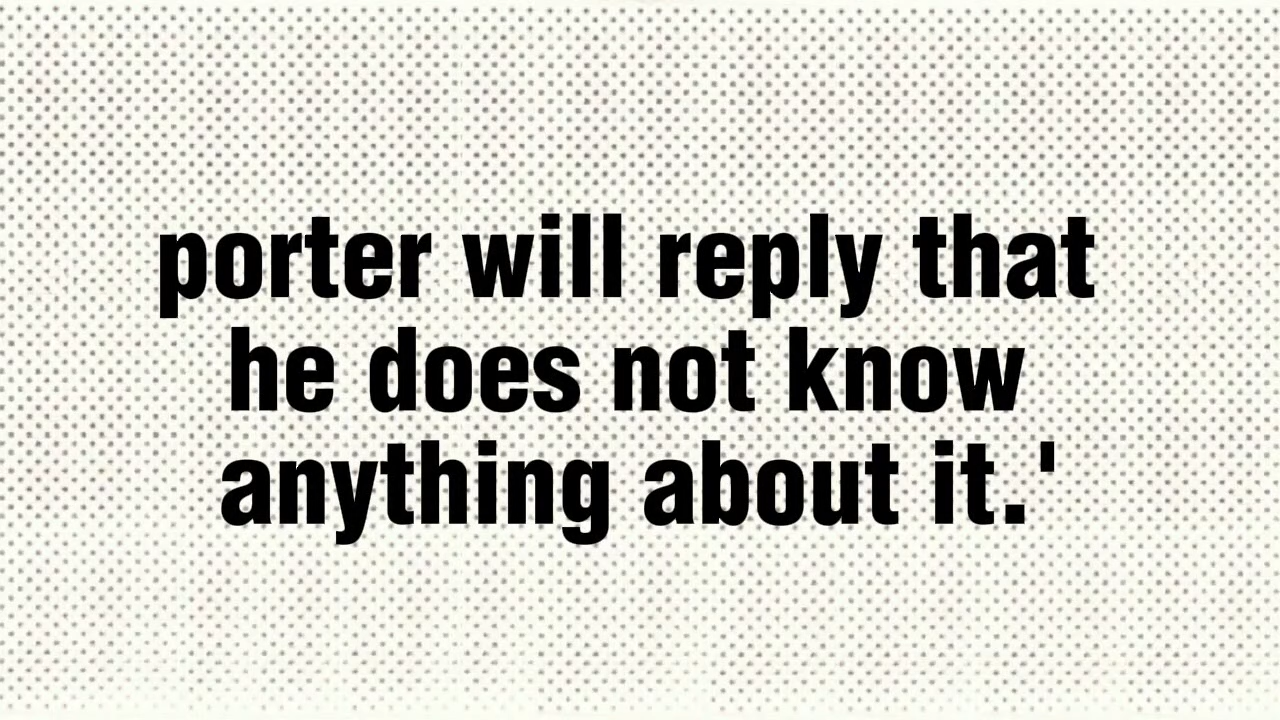 porter will reply that
he does not know
anything about it.'